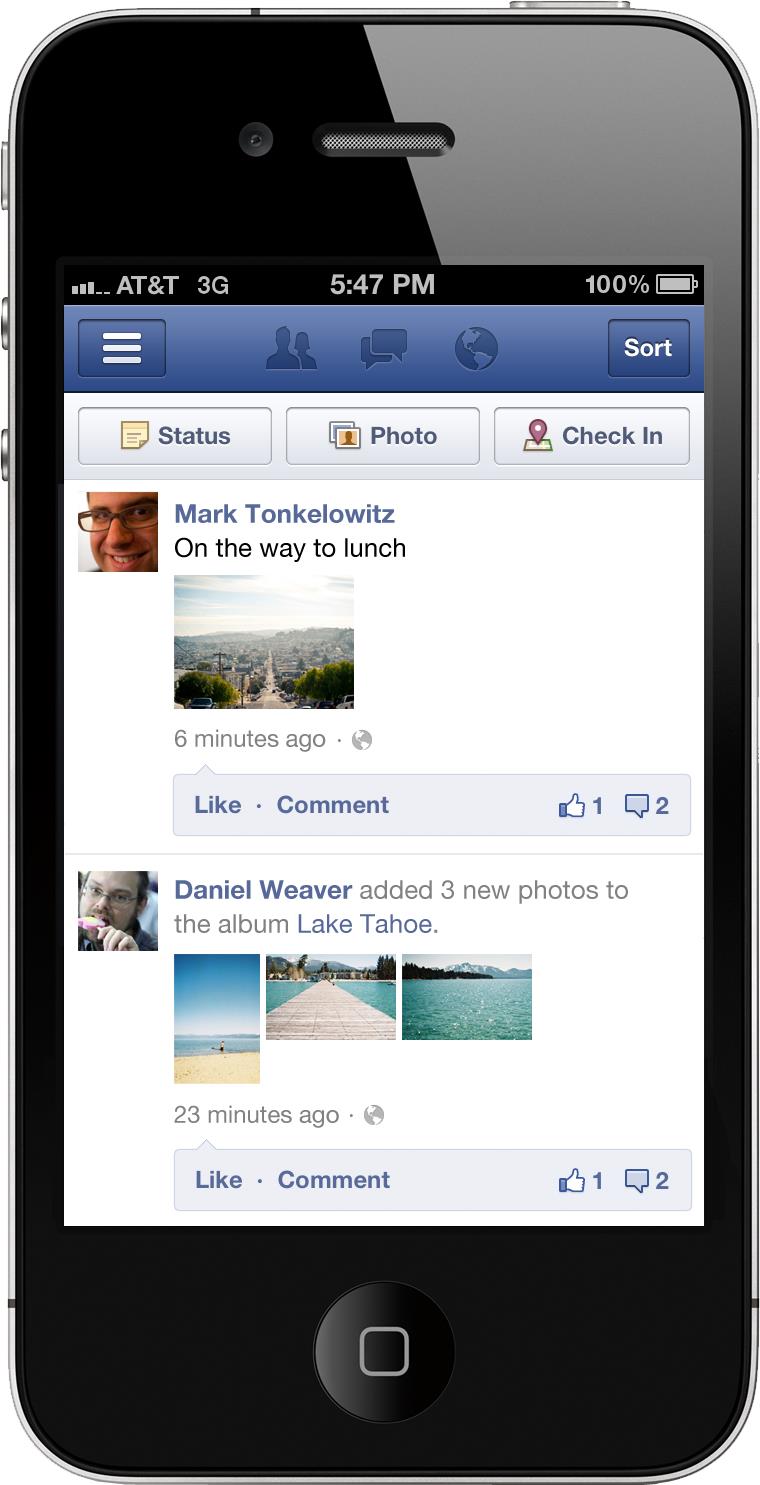 AT&T 3G 5:47 PM 100%
Sort
Status Photo Check In
Mark Tonkelowitz
On the way to lunch
6 minutes ago ·
Like · Comment 1 2
Daniel Weaver added 3 new photos to
the album Lake Tahoe.
23 minutes ago ·
Like · Comment 1 2